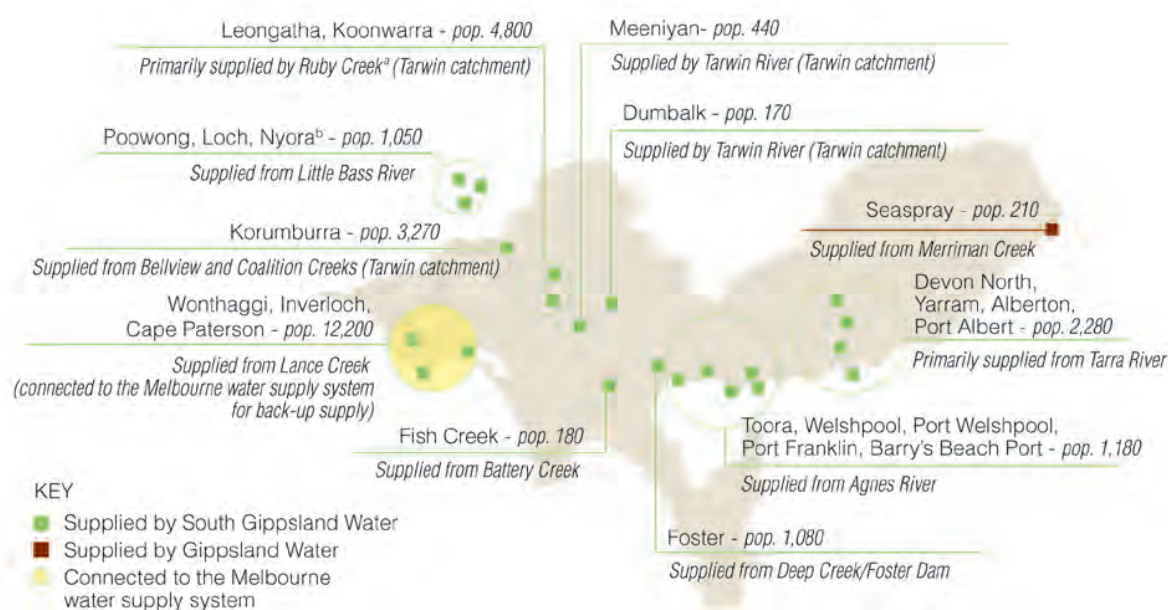 Leongatha, Koonwarra - pop. 4,800
Primarily supplied by Ruby Creekᵃ (Tarwin catchment)
Meeniyan- pop. 440
Supplied by Tarwin River (Tarwin catchment)
Dumbalk - pop. 170
Supplied by Tarwin River (Tarwin catchment)
Poowong, Loch, Nyoraᵇ - pop. 1,050
Supplied from Little Bass River
Seaspray - pop. 210
Supplied from Merriman Creek
Korumburra - pop. 3,270
Supplied from Bellview and Coalition Creeks (Tarwin catchment)
Devon North,
Yarram, Alberton,
Port Albert - pop. 2,280
Primarily supplied from Tarra River
Wonthaggi, Inverloch,
Cape Paterson - pop. 12,200
Supplied from Lance Creek
(connected to the Melbourne water supply system
for back-up supply)
Toora, Welshpool, Port Welshpool,
Port Franklin, Barry's Beach Port - pop. 1,180
Supplied from Agnes River
Fish Creek - pop. 180
Supplied from Battery Creek
Foster - pop. 1,080
Supplied from Deep Creek/Foster Dam
KEY
Supplied by South Gippsland Water
Supplied by Gippsland Water
Connected to the Melbourne
water supply system